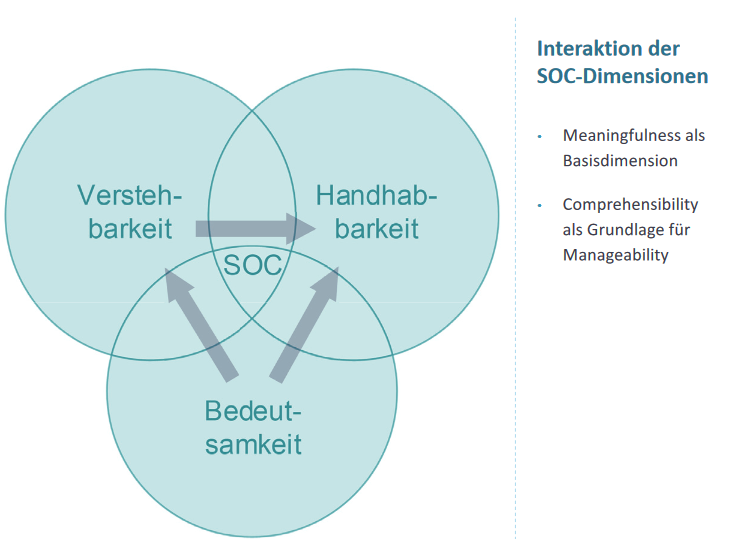 Interaktion der
SOC-Dimensionen
• Meaningfulness als
Basisdimension
• Comprehensibility
als Grundlage für
Manageability
Versteh-
barkeit
Handhab-
barkeit
SOC
Bedeut-
samkeit